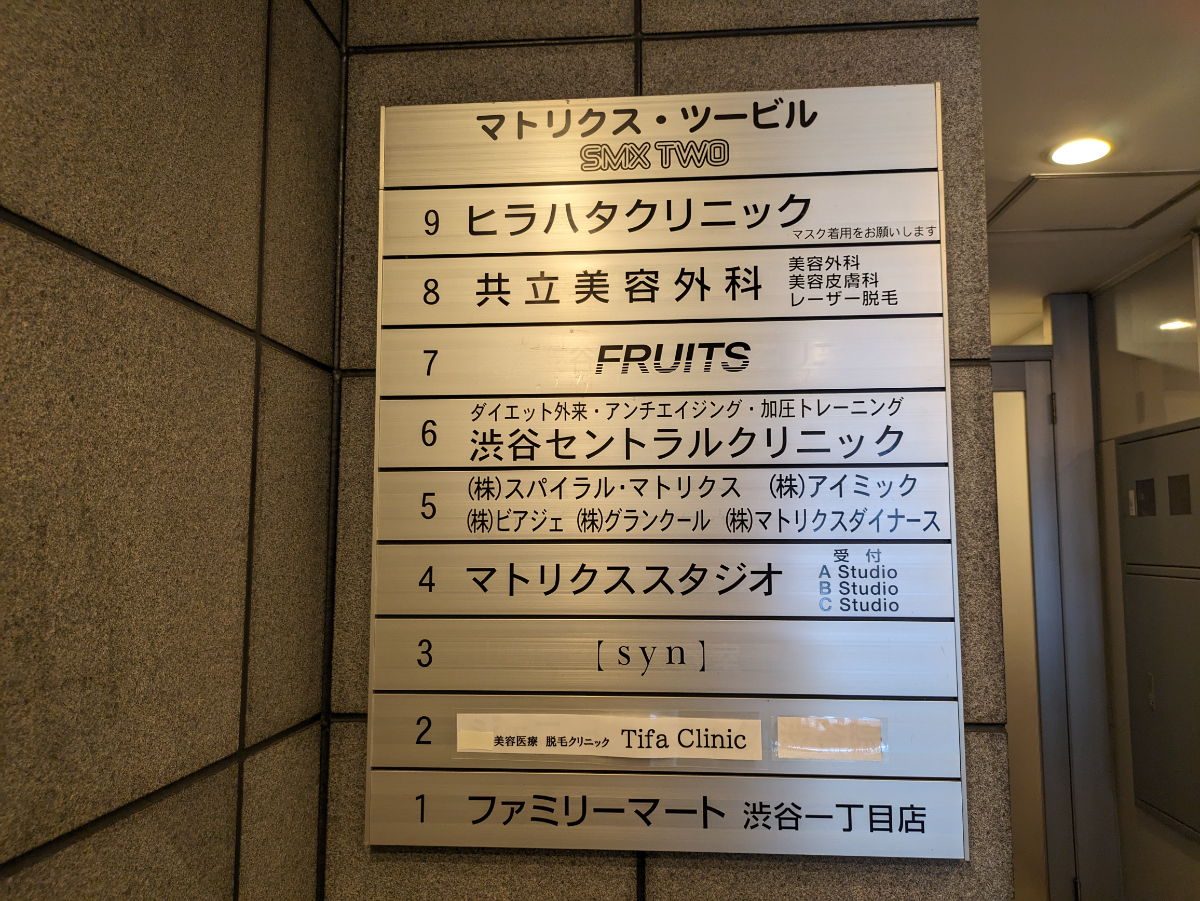 マトリクス・ツービル
SMX TWO
9 ヒラハタクリニック
マスク着用をお願いします
8 共立美容外科
美容外科
美容皮膚科
レーザー脱毛
7 FRUITS
6 ダイエット外来・アンチエイジング・加圧トレーニング
渋谷セントラルクリニック
5 (株)スパイラル・マトリクス (株)アイミック
(株)ビアジェ (株)グランクール (株)マトリクスダイナース
4 マトリクススタジオ
受付
A Studio
B Studio
C Studio
3 【syn】
2 美容医療 脱毛クリニック Tifa Clinic
1 ファミリーマート 渋谷一丁目店